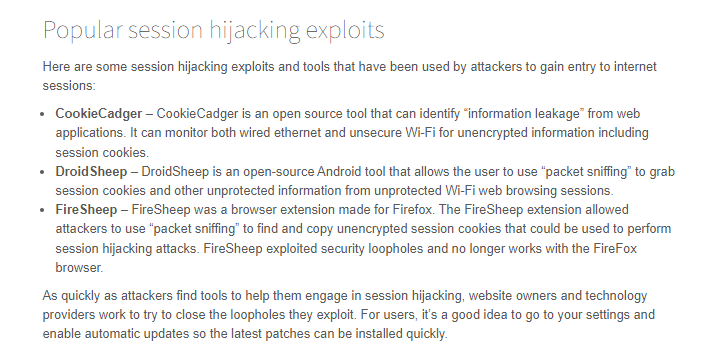 Popular session hijacking exploits
Here are some session hijacking exploits and tools that have been used by attackers to gain entry to internet
sessions:
• CookieCadger – CookieCadger is an open source tool that can identify “information leakage” from web
applications. It can monitor both wired ethernet and unsecure Wi-Fi for unencrypted information including
session cookies.
• DroidSheep – DroidSheep is an open-source Android tool that allows the user to use “packet sniffing” to grab
session cookies and other unprotected information from unprotected Wi-Fi web browsing sessions.
• FireSheep – FireSheep was a browser extension made for Firefox. The FireSheep extension allowed
attackers to use “packet sniffing” to find and copy unencrypted session cookies that could be used to perform
session hijacking attacks. FireSheep exploited security loopholes and no longer works with the FireFox
browser.
As quickly as attackers find tools to help them engage in session hijacking, website owners and technology
providers work to try to close the loopholes they exploit. For users, it’s a good idea to go to your settings and
enable automatic updates so the latest patches can be installed quickly.